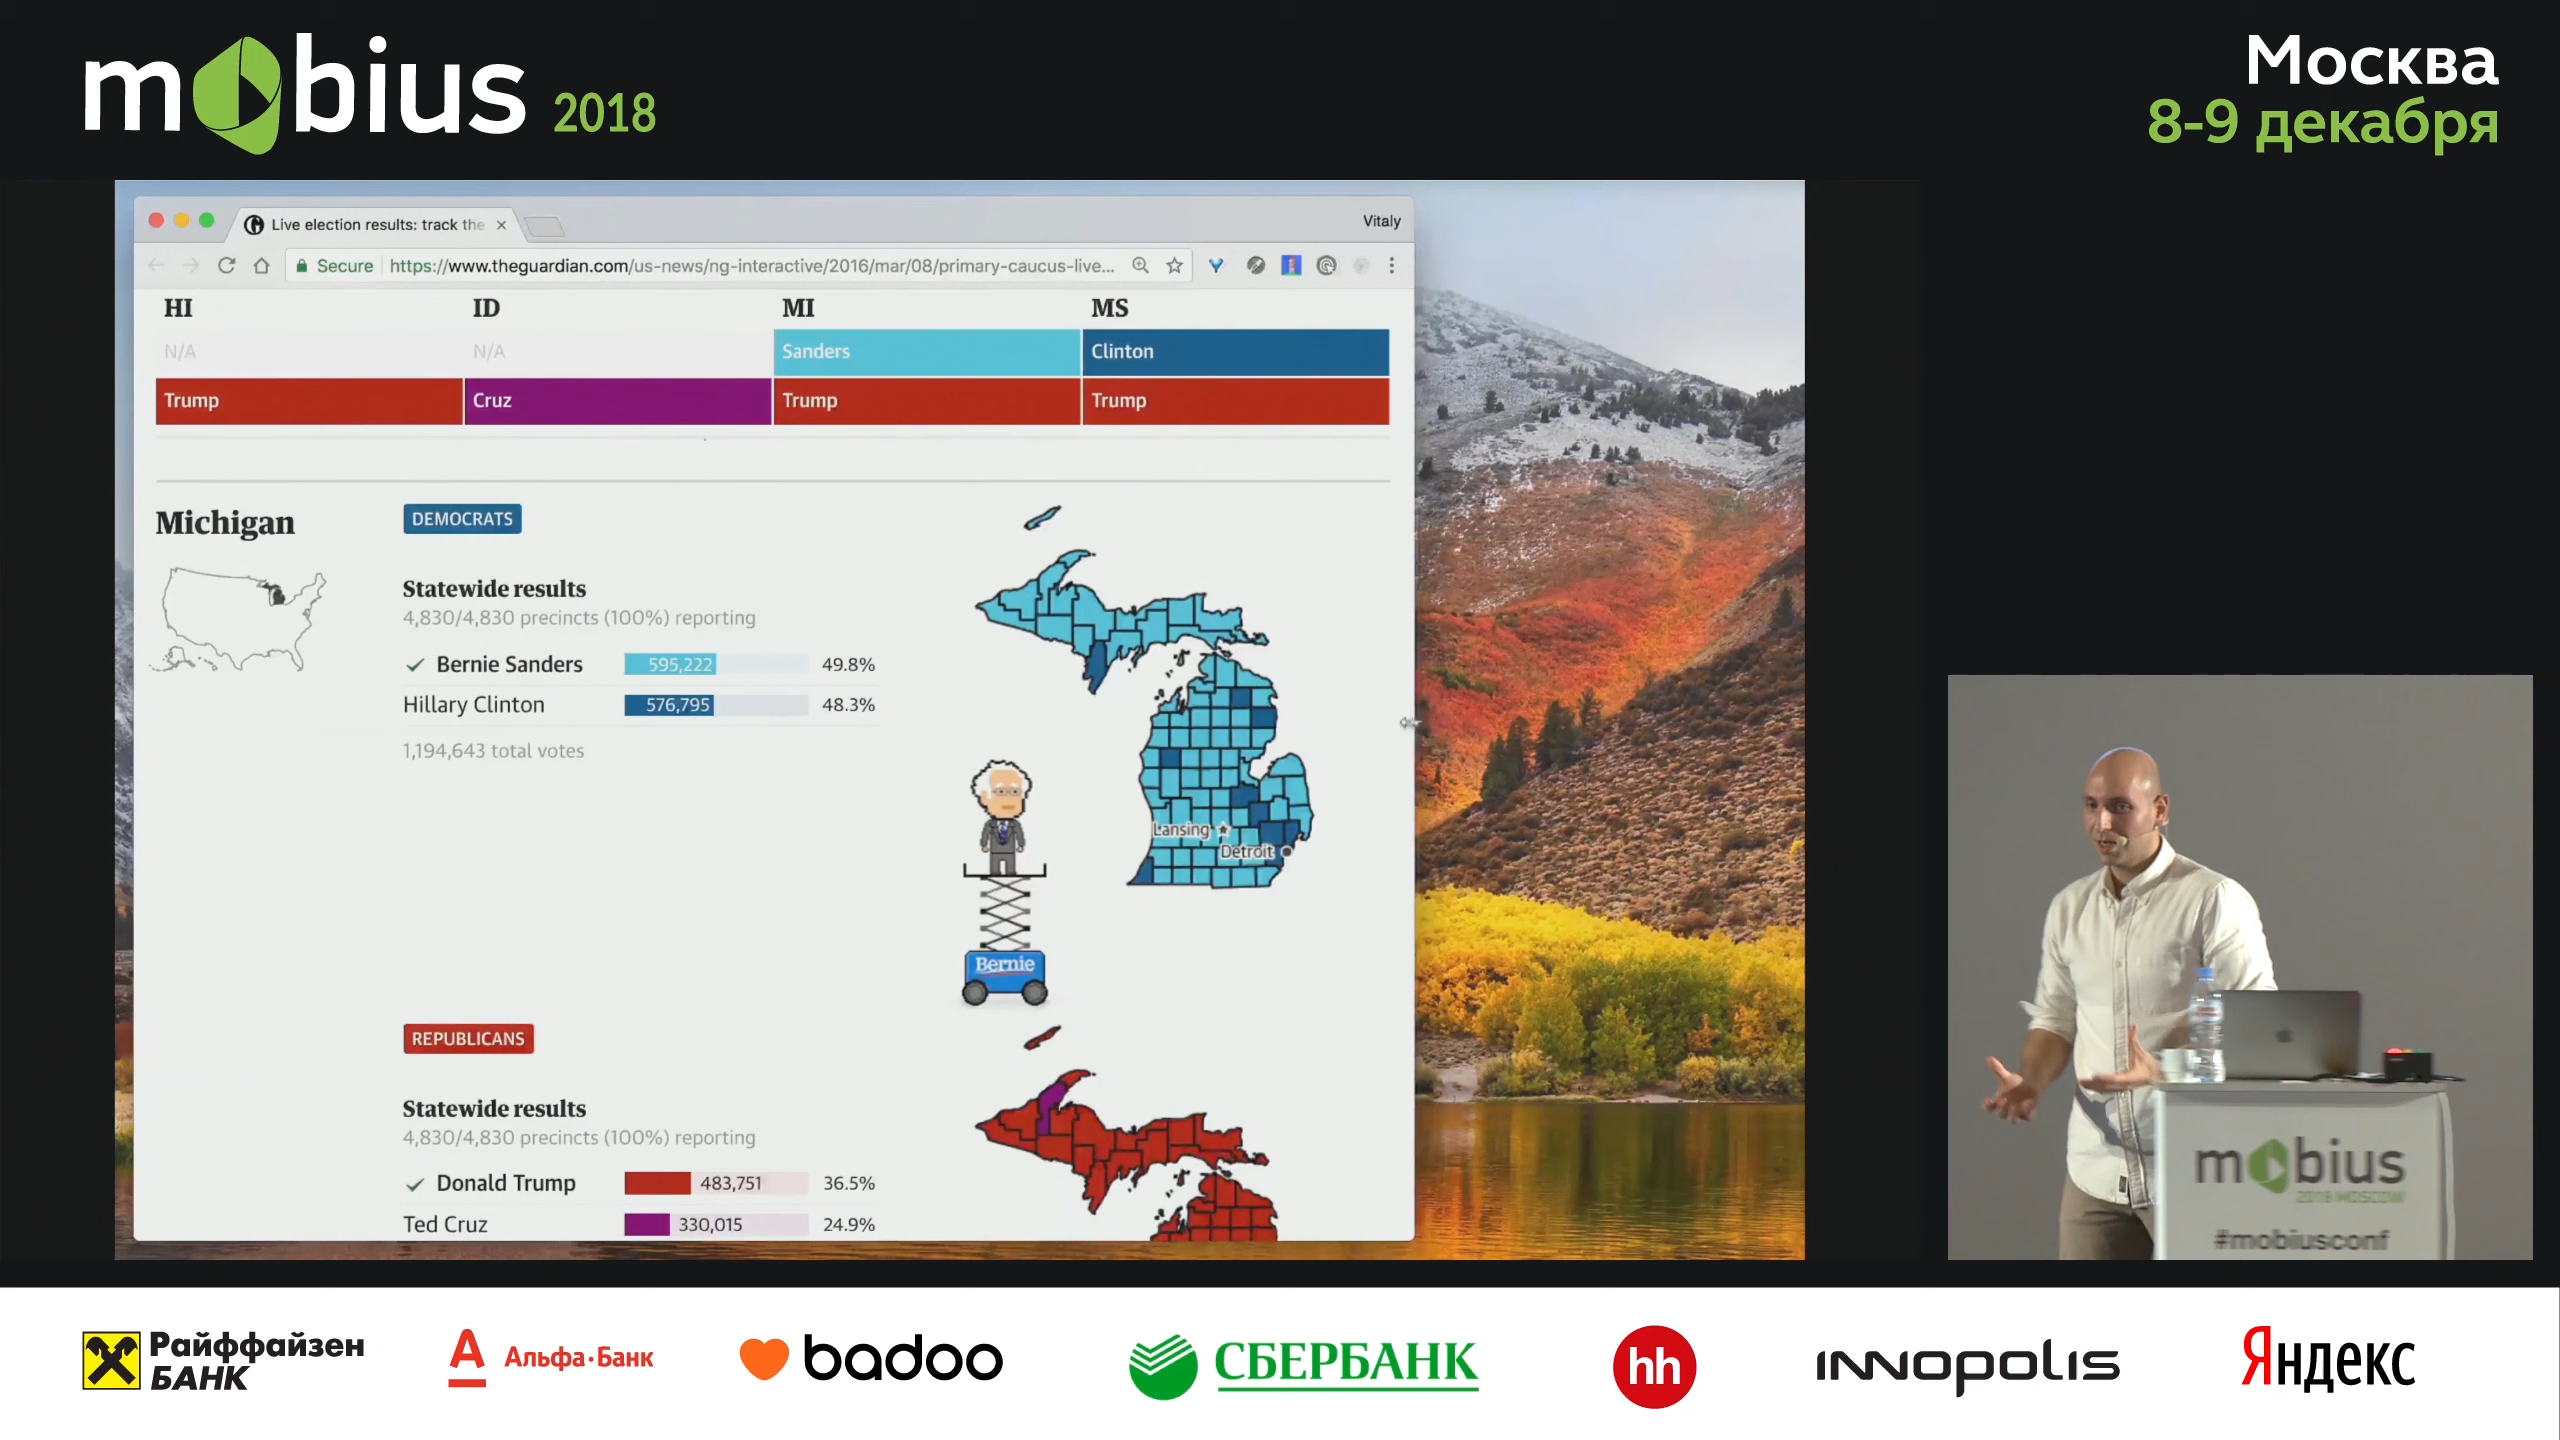 mobius 2018
Москва
8-9 декабря
Live election results: track the
Vitaly
Secure https://www.theguardian.com/us-news/ng-interactive/2016/mar/08/primary-caucus-live...
HI ID MI MS
N/A N/A Sanders Clinton
Trump Cruz Trump Trump
Michigan
DEMOCRATS
Statewide results
4,830/4,830 precincts (100%) reporting
Bernie Sanders 595,222 49.8%
Hillary Clinton 576,795 48.3%
1,194,643 total votes
Lansing
Detroit
Bernie
REPUBLICANS
Statewide results
4,830/4,830 precincts (100%) reporting
Donald Trump 483,751 36.5%
Ted Cruz 330,015 24.9%
mobius
2018 MOSCOW
#mobiusconf
Райффайзен
БАНК
Альфа·Банк
badoo
СБЕРБАНК
hh
INNOPOLIS
Яндекс